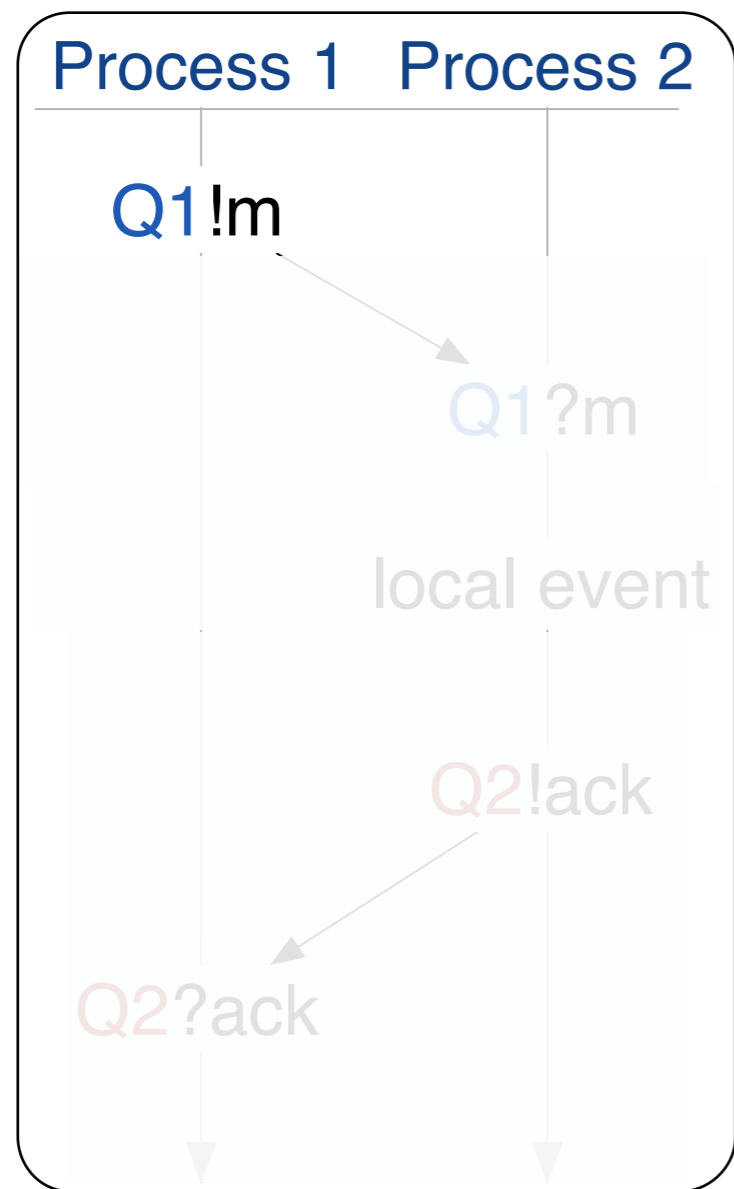 Process 1 Process 2
Q1!m
Q1?m
local event
Q2!ack
Q2?ack